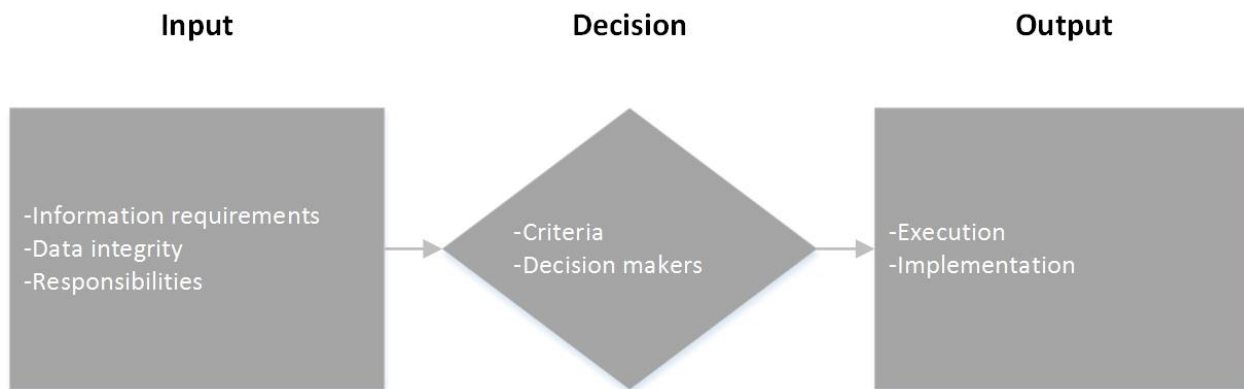 Input
Decision
Output
-Information requirements
-Data integrity
-Responsibilities
-Criteria
-Decision makers
-Execution
-Implementation